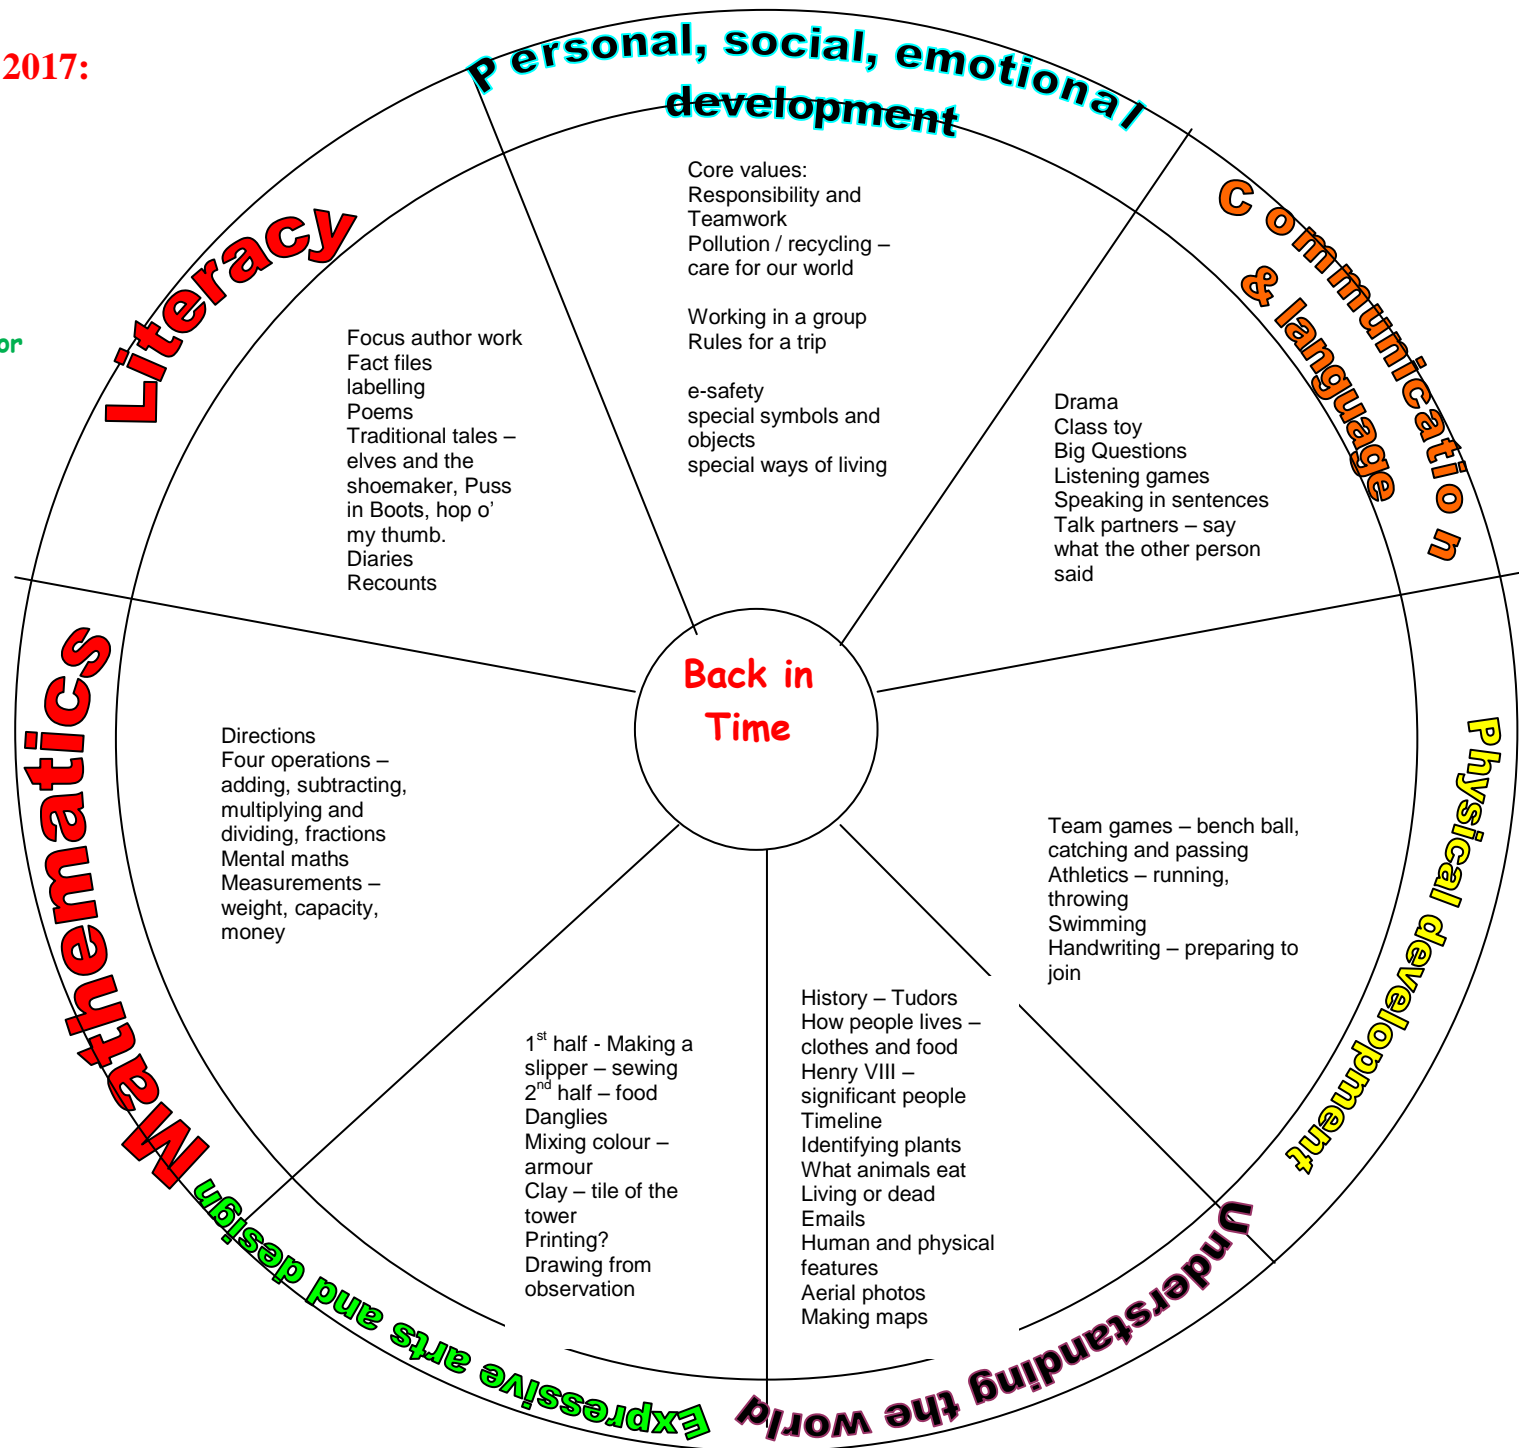 2017:
Personal, social, emotional
development
Core values:
Responsibility and
Teamwork
Pollution / recycling –
care for our world
Working in a group
Rules for a trip
e-safety
special symbols and
objects
special ways of living
Communication
& language
Drama
Class toy
Big Questions
Listening games
Speaking in sentences
Talk partners – say
what the other person
said
Physical development
Team games – bench ball,
catching and passing
Athletics – running,
throwing
Swimming
Handwriting – preparing to
join
Understanding the world
History – Tudors
How people lives –
clothes and food
Henry VIII –
significant people
Timeline
Identifying plants
What animals eat
Living or dead
Emails
Human and physical
features
Aerial photos
Making maps
Expressive arts and design
1st half - Making a
slipper – sewing
2nd half – food
Danglies
Mixing colour –
armour
Clay – tile of the
tower
Printing?
Drawing from
observation
Mathematics
Directions
Four operations –
adding, subtracting,
multiplying and
dividing, fractions
Mental maths
Measurements –
weight, capacity,
money
Literacy
or
Focus author work
Fact files
labelling
Poems
Traditional tales –
elves and the
shoemaker, Puss
in Boots, hop o'
my thumb.
Diaries
Recounts
Back in
Time